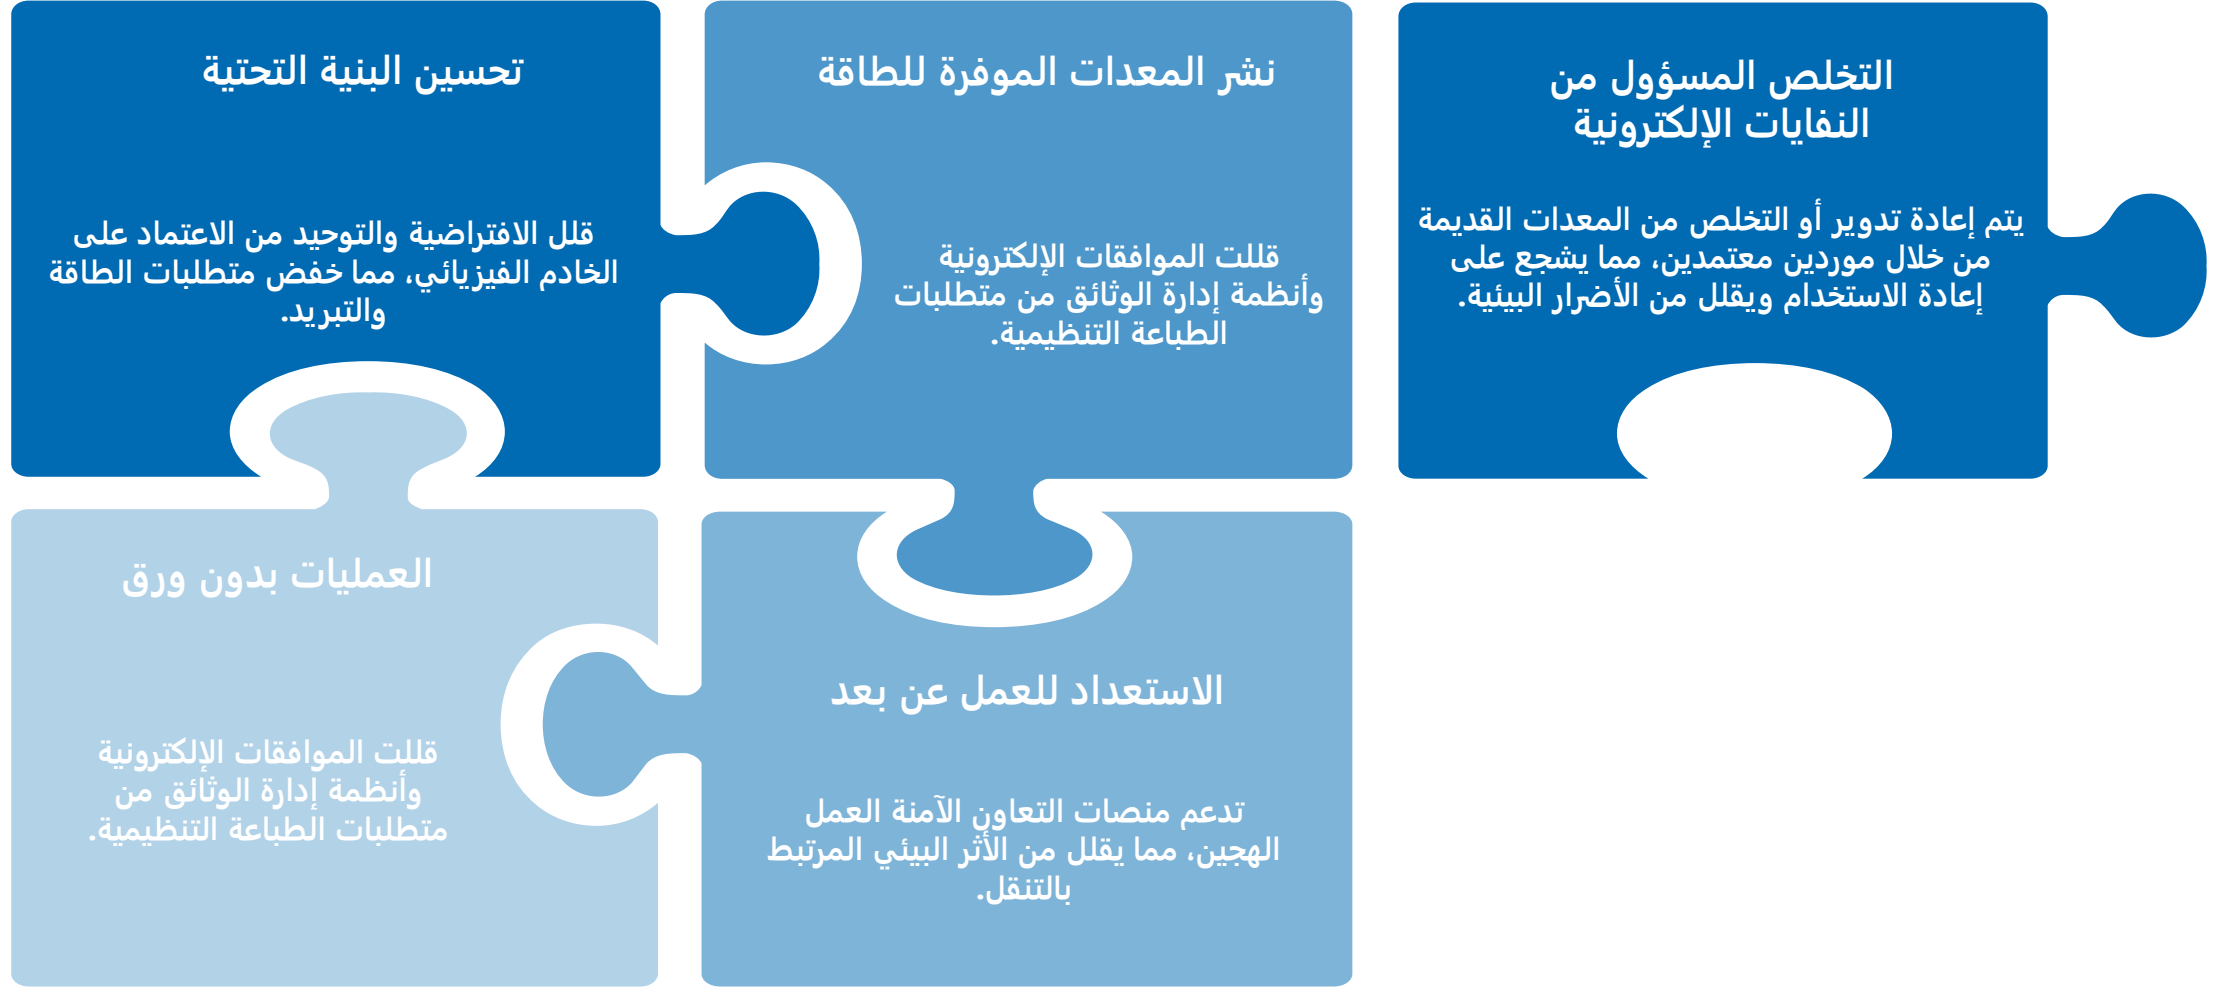 التخلص المسؤول من
النفايات الإلكترونية
يتم إعادة تدوير أو التخلص من المعدات القديمة
من خلال موردين معتمدين، مما يشجع على
إعادة الاستخدام ويقلل من الأضرار البيئية.
نشر المعدات الموفرة للطاقة
قللت الموافقات الإلكترونية
وأنظمة إدارة الوثائق من متطلبات
الطباعة التنظيمية.
تحسين البنية التحتية
قلل الافتراضية والتوحيد من الاعتماد على
الخادم الفيزيائي، مما خفض متطلبات الطاقة
والتبريد.
الاستعداد للعمل عن بعد
تدعم منصات التعاون الآمنة العمل
الهجين، مما يقلل من الأثر البيئي المرتبط
بالتنقل.
العمليات بدون ورق
قللت الموافقات الإلكترونية
وأنظمة إدارة الوثائق من
متطلبات الطباعة التنظيمية.